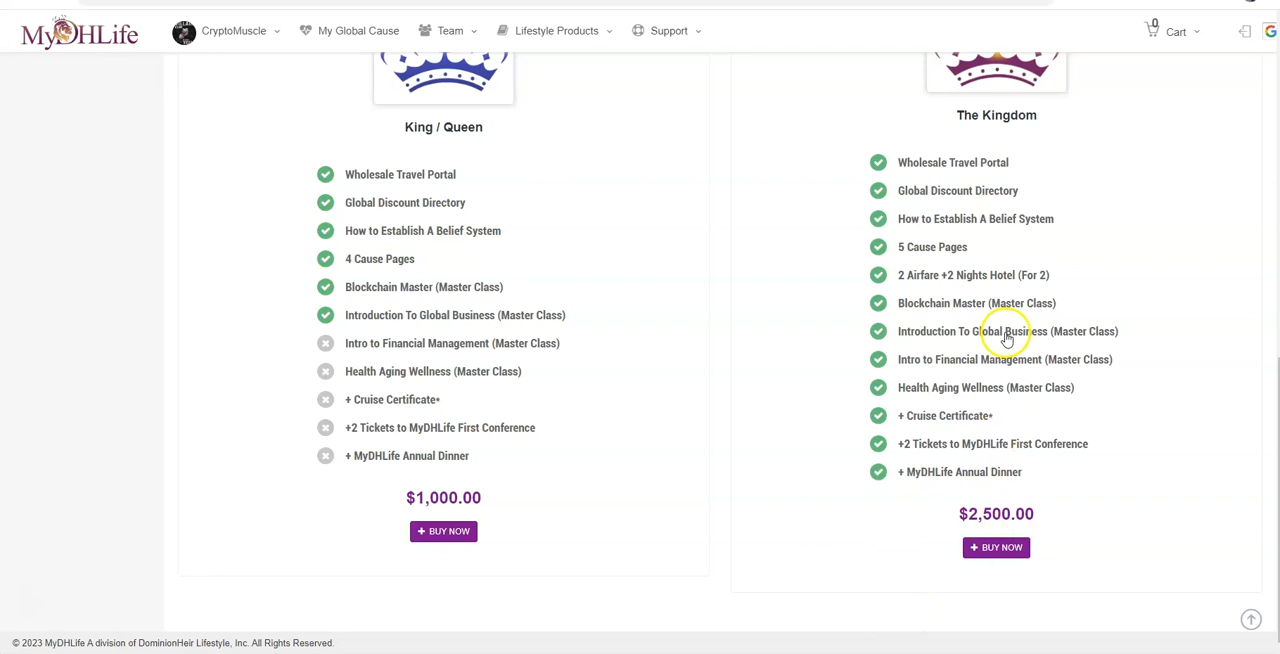 MyDHLife
CryptoMuscle
My Global Cause
Team
Lifestyle Products
Support
0
Cart
King / Queen
Wholesale Travel Portal
Global Discount Directory
How to Establish A Belief System
4 Cause Pages
Blockchain Master (Master Class)
Introduction To Global Business (Master Class)
Intro to Financial Management (Master Class)
Health Aging Wellness (Master Class)
+ Cruise Certificate*
+2 Tickets to MyDHLife First Conference
+ MyDHLife Annual Dinner
$1,000.00
+ BUY NOW
The Kingdom
Wholesale Travel Portal
Global Discount Directory
How to Establish A Belief System
5 Cause Pages
2 Airfare +2 Nights Hotel (For 2)
Blockchain Master (Master Class)
Introduction To Global Business (Master Class)
Intro to Financial Management (Master Class)
Health Aging Wellness (Master Class)
+ Cruise Certificate*
+2 Tickets to MyDHLife First Conference
+ MyDHLife Annual Dinner
$2,500.00
+ BUY NOW
© 2023 MyDHLife A division of DominionHeir Lifestyle, Inc. All Rights Reserved.